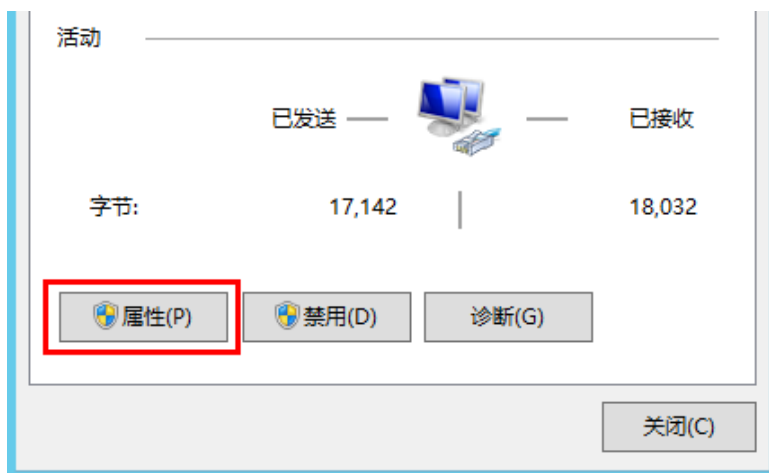 活动
已发送 已接收
字节: 17,142 18,032
属性(P) 禁用(D) 诊断(G)
关闭(C)